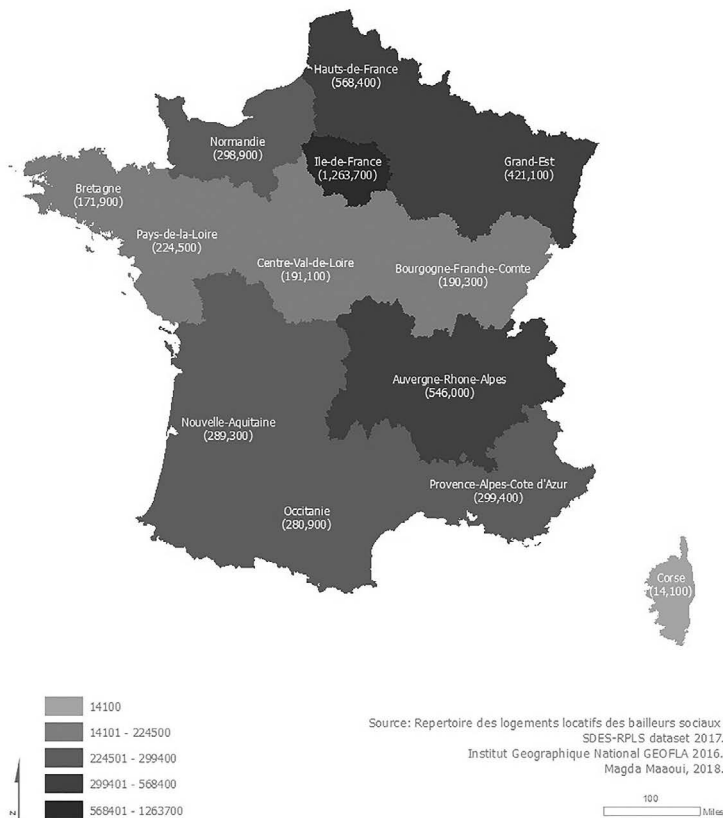 Hauts-de-France
(568,400)
Normandie
(298,900)
Ile-de-France
(1,263,700)
Grand-Est
(421,100)
Bretagne
(171,900)
Pays-de-la-Loire
(224,500)
Centre-Val-de-Loire
(191,100)
Bourgogne-Franche-Comte
(190,300)
Auvergne-Rhone-Alpes
(546,000)
Nouvelle-Aquitaine
(289,300)
Provence-Alpes-Cote d'Azur
(299,400)
Occitanie
(280,900)
Corse
(14,100)
14100
14101 - 224500
224501 - 299400
299401 - 568400
568401 - 1263700
Source: Repertoire des logements locatifs des bailleurs sociaux
SDES-RPLS dataset 2017.
Institut Geographique National GEOFLA 2016.
Magda Maaoui, 2018.
100
Miles
N